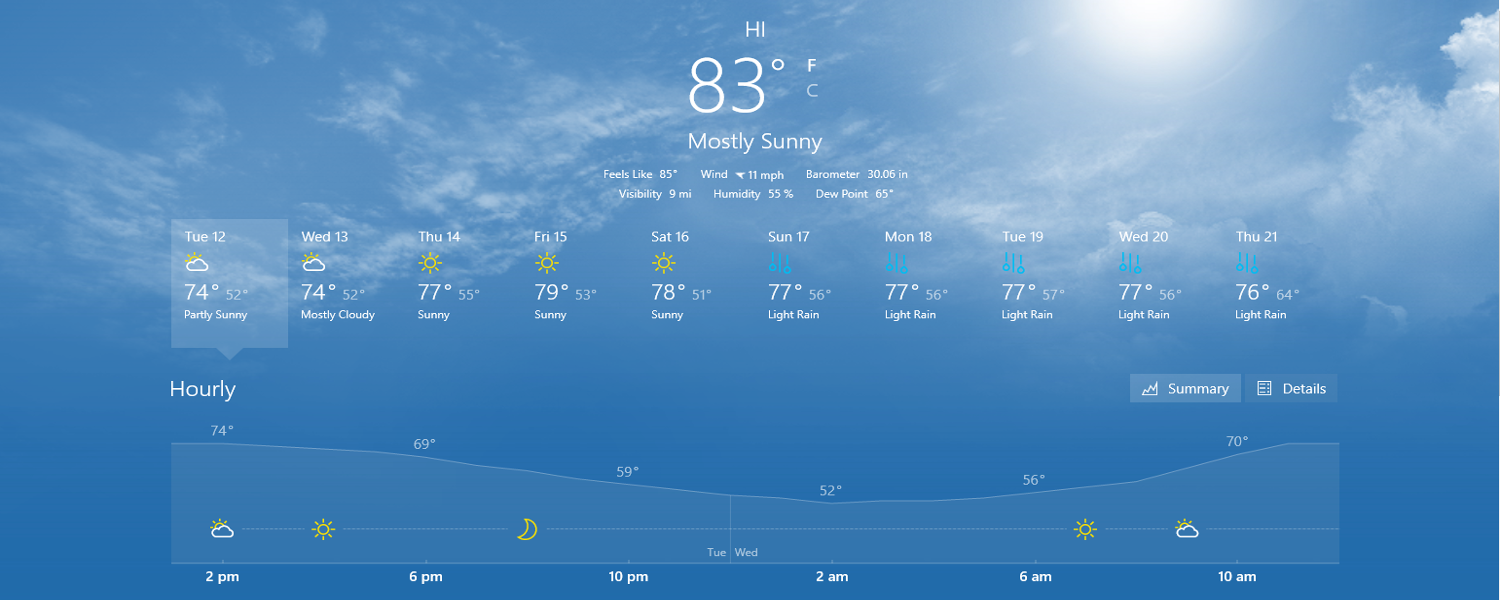 HI
83° F
C
Mostly Sunny
Feels Like 85° Wind 11 mph Barometer 30.06 in
Visibility 9 mi Humidity 55 % Dew Point 65°
Tue 12 Wed 13 Thu 14 Fri 15 Sat 16 Sun 17 Mon 18 Tue 19 Wed 20 Thu 21
74° 52° 74° 52° 77° 55° 79° 53° 78° 51° 77° 56° 77° 56° 77° 57° 77° 56° 76° 64°
Partly Sunny Mostly Cloudy Sunny Sunny Sunny Light Rain Light Rain Light Rain Light Rain Light Rain
Hourly Summary Details
74° 69° 59° 52° 56° 70°
Tue Wed
2 pm 6 pm 10 pm 2 am 6 am 10 am